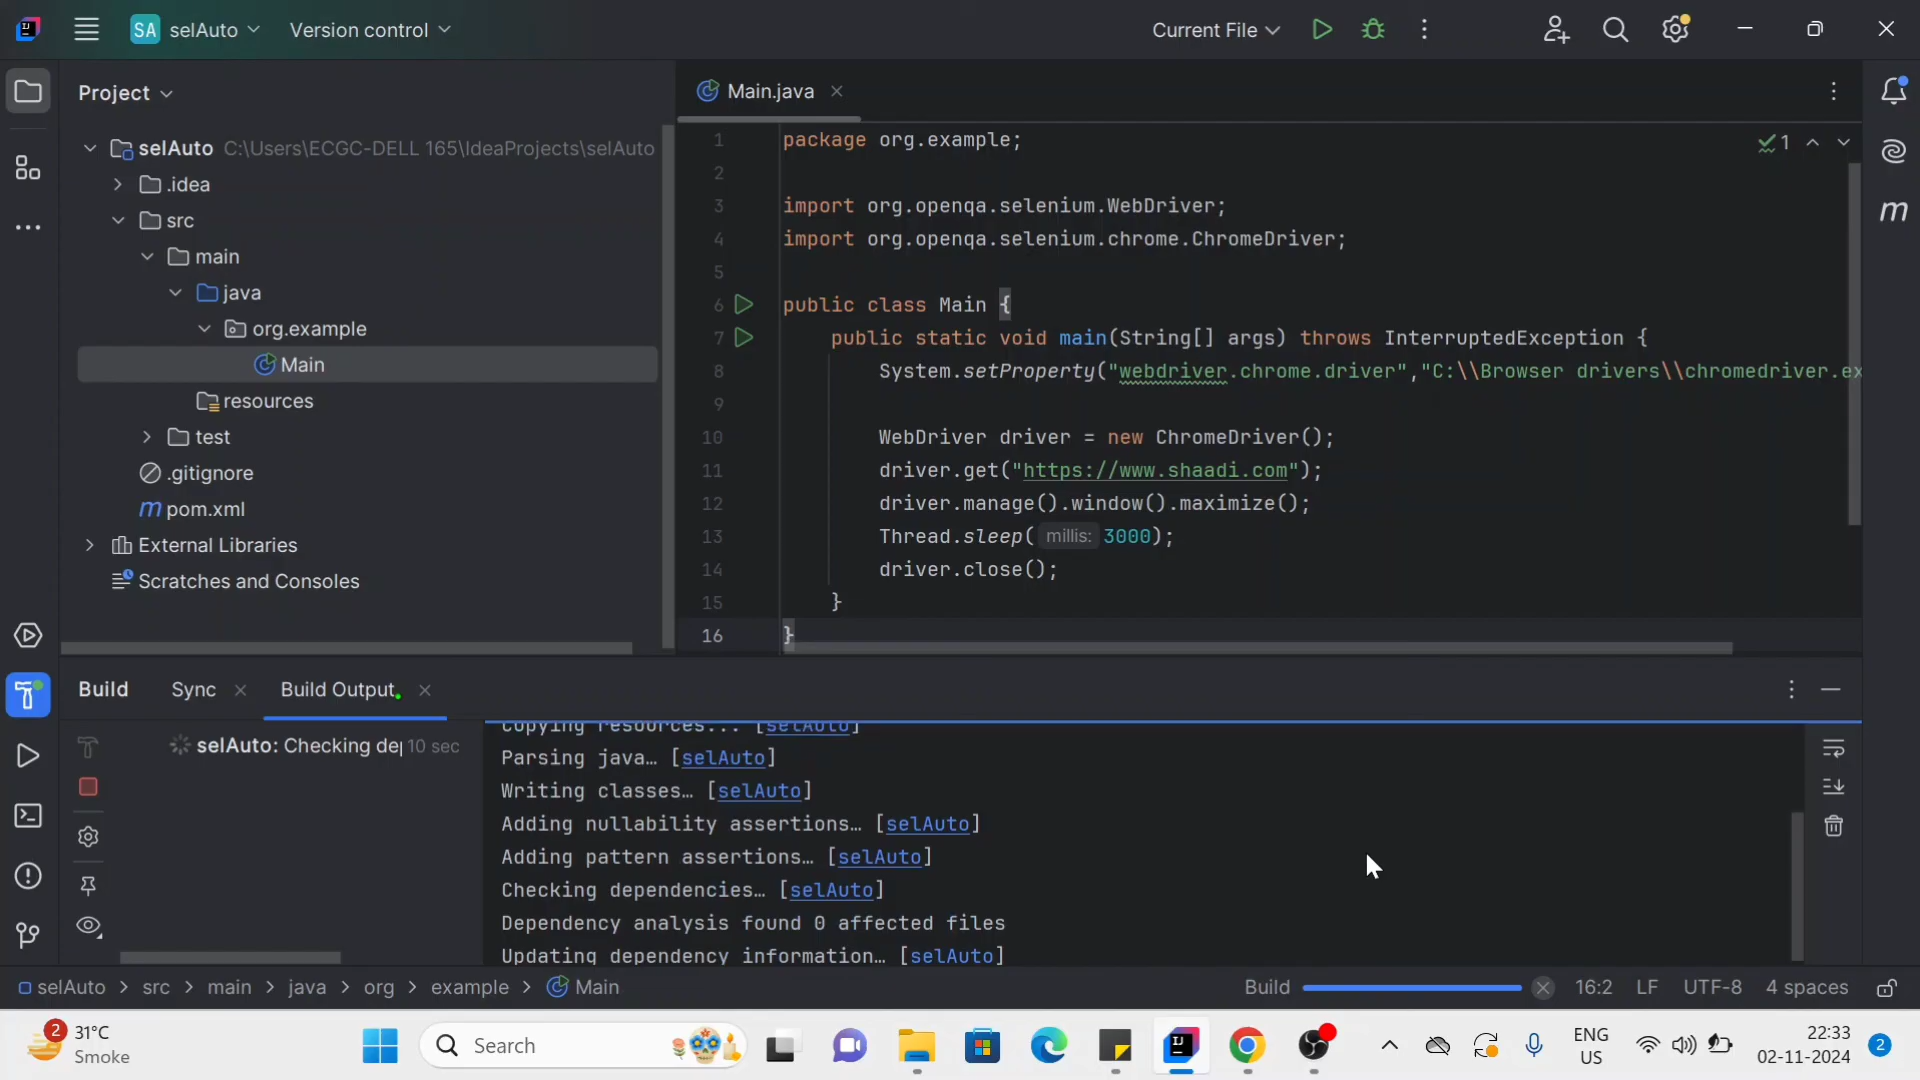 SA selAuto Version control Current File
Project Main.java
selAuto C:\Users\ECGC-DELL 165\IdeaProjects\selAuto
.idea
src
main
java
org.example
Main
resources
test
.gitignore
pom.xml
External Libraries
Scratches and Consoles
1 package org.example;
2
3 import org.openqa.selenium.WebDriver;
4 import org.openqa.selenium.chrome.ChromeDriver;
5
6 public class Main {
7 public static void main(String[] args) throws InterruptedException {
8 System.setProperty("webdriver.chrome.driver","C:\\Browser drivers\\chromedriver.ex
9
10 WebDriver driver = new ChromeDriver();
11 driver.get("https://www.shaadi.com");
12 driver.manage().window().maximize();
13 Thread.sleep( millis: 3000);
14 driver.close();
15 }
16 }
1
m
Build Sync Build Output
selAuto: Checking de 10 sec
Copying resources... [selAuto]
Parsing java… [selAuto]
Writing classes… [selAuto]
Adding nullability assertions… [selAuto]
Adding pattern assertions… [selAuto]
Checking dependencies… [selAuto]
Dependency analysis found 0 affected files
Updating dependency information… [selAuto]
selAuto > src > main > java > org > example > Main Build 16:2 LF UTF-8 4 spaces
2 31°C
Smoke
Search
ENG
US
22:33
02-11-2024
2